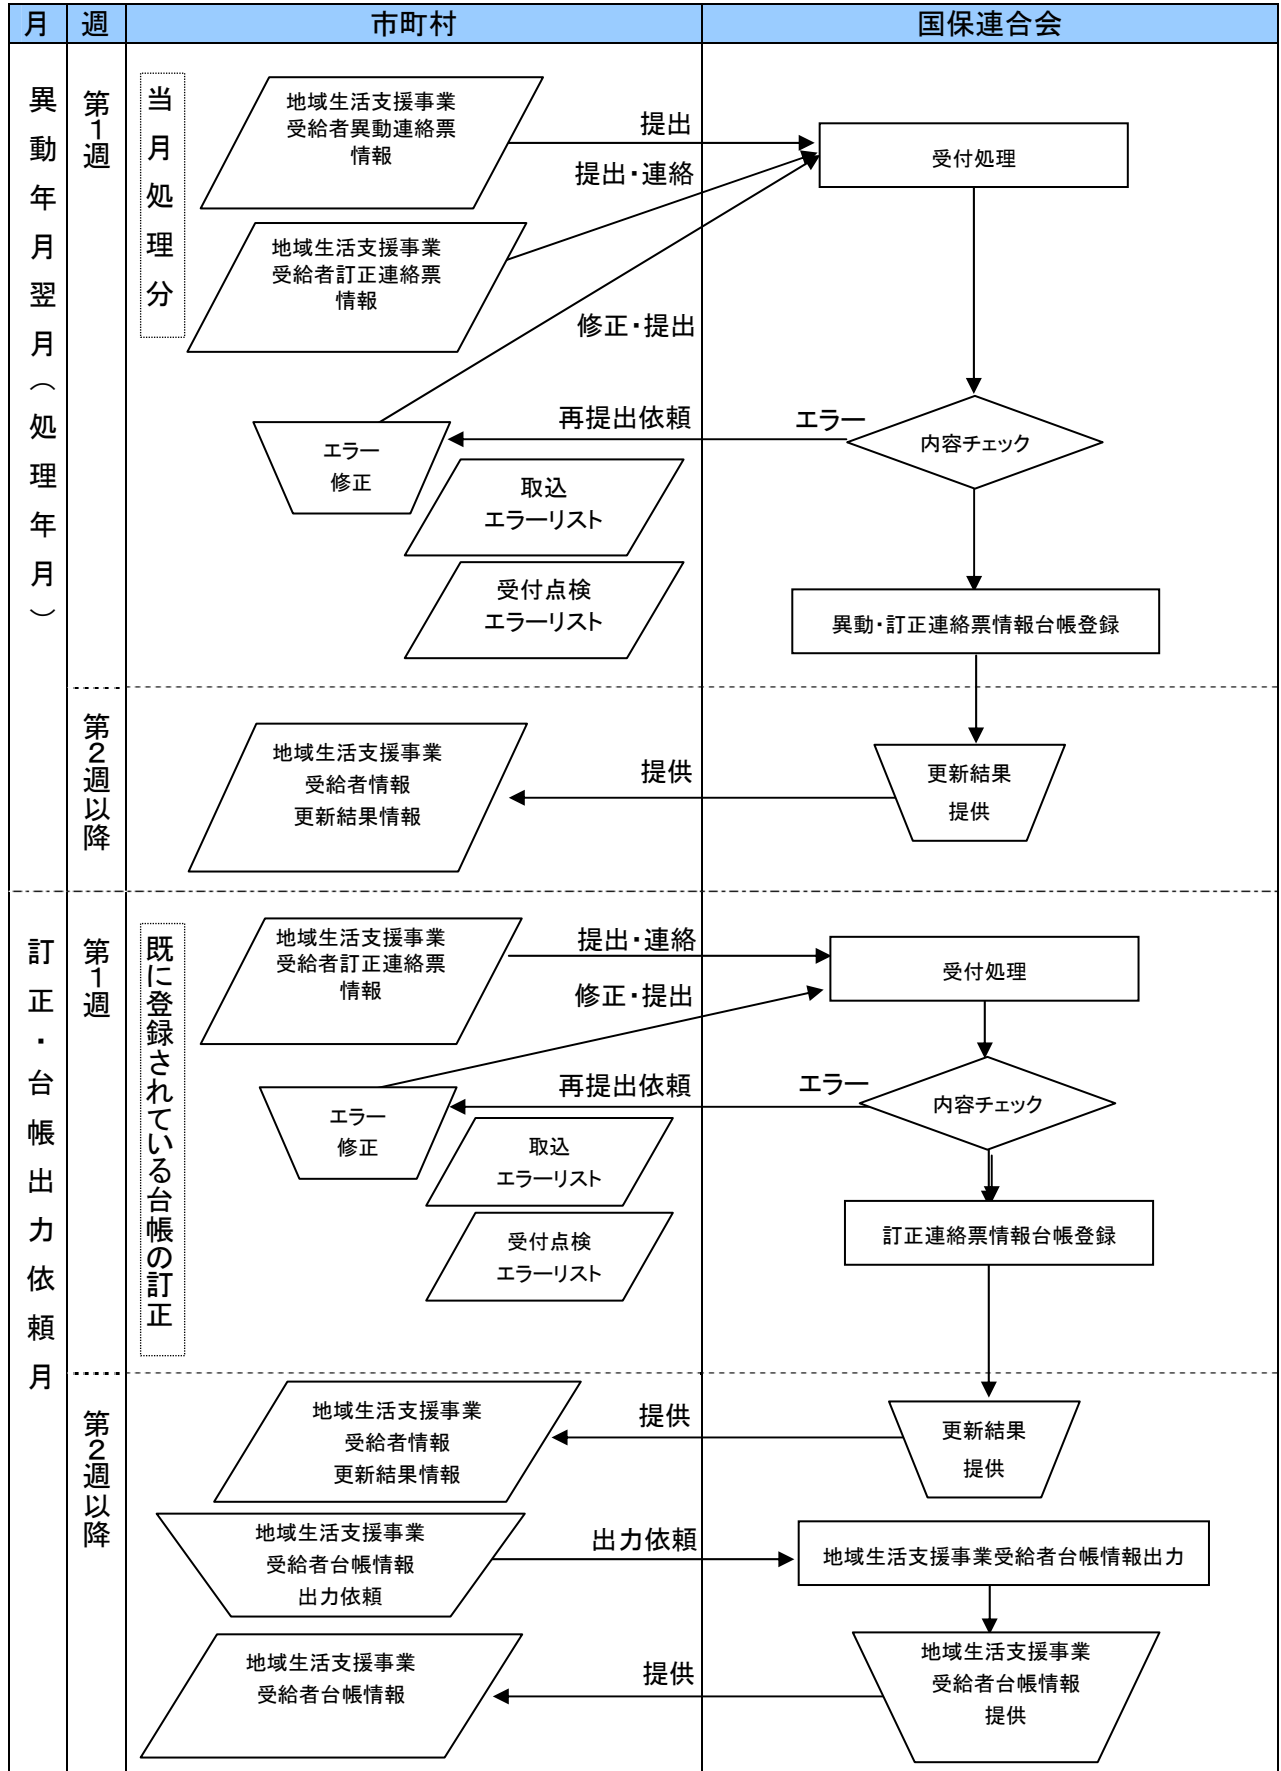 月
週
市町村
国保連合会
異動年月翌月（処理年月）
第1週
当月処理分
地域生活支援事業
受給者異動連絡票
情報
提出
受付処理
提出・連絡
地域生活支援事業
受給者訂正連絡票
情報
修正・提出
再提出依頼
エラー
内容チェック
エラー
修正
取込
エラーリスト
受付点検
エラーリスト
異動・訂正連絡票情報台帳登録
第2週以降
地域生活支援事業
受給者情報
更新結果情報
提供
更新結果
提供
訂正・台帳出力依頼月
第1週
既に登録されている台帳の訂正
地域生活支援事業
受給者訂正連絡票
情報
提出・連絡
受付処理
修正・提出
再提出依頼
エラー
内容チェック
エラー
修正
取込
エラーリスト
受付点検
エラーリスト
訂正連絡票情報台帳登録
第2週以降
地域生活支援事業
受給者情報
更新結果情報
提供
更新結果
提供
地域生活支援事業
受給者台帳情報
出力依頼
出力依頼
地域生活支援事業受給者台帳情報出力
地域生活支援事業
受給者台帳情報
提供
地域生活支援事業
受給者台帳情報
提供